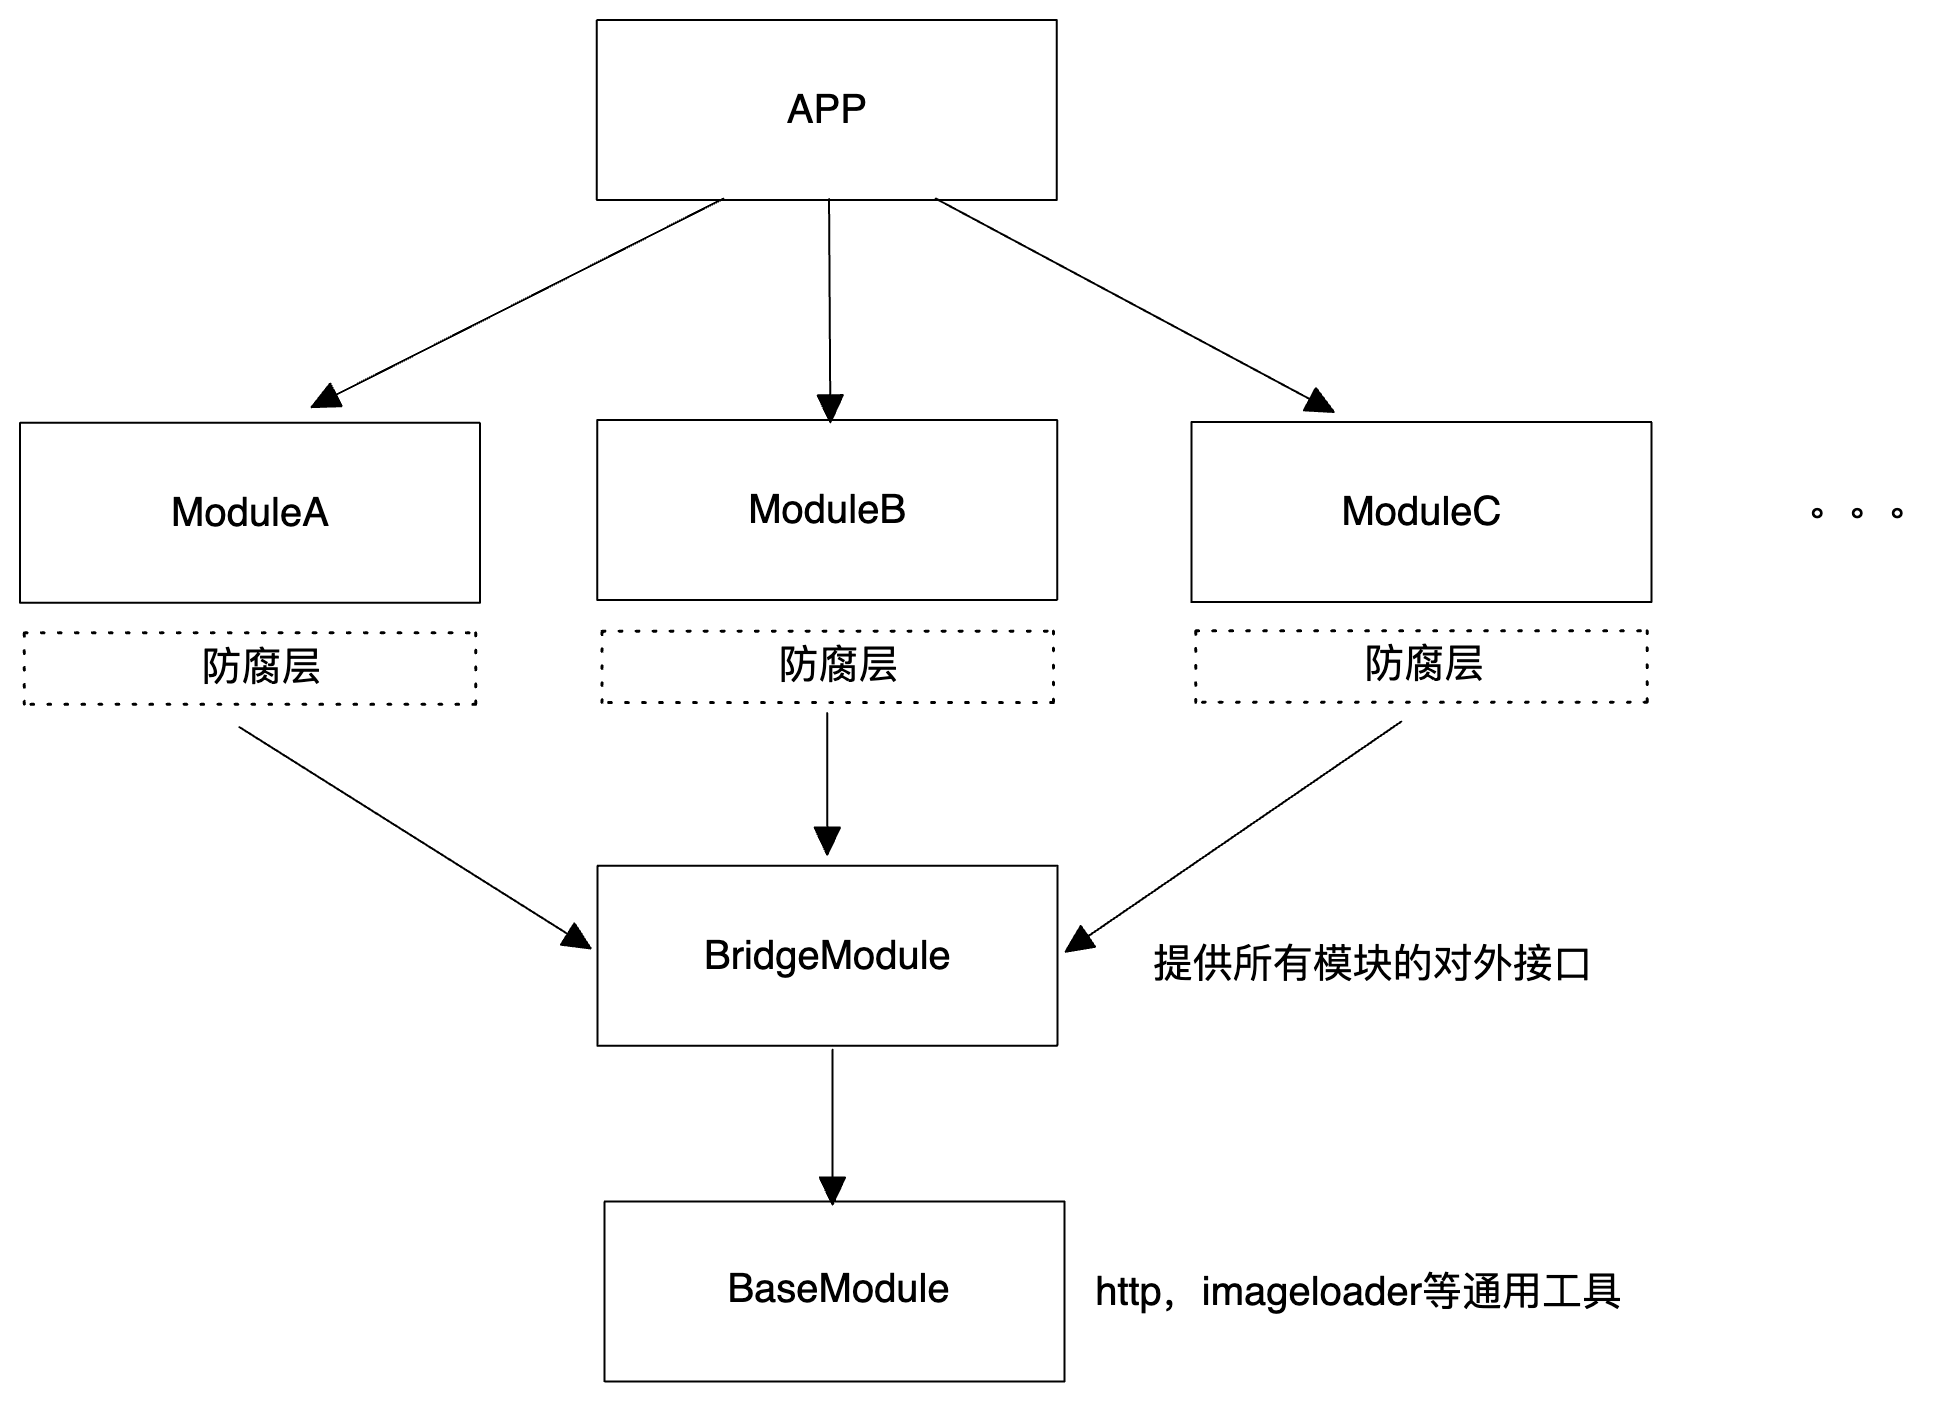 APP
ModuleA
ModuleB
ModuleC
。。。
防腐层
防腐层
防腐层
BridgeModule
提供所有模块的对外接口
BaseModule
http，imageloader等通用工具